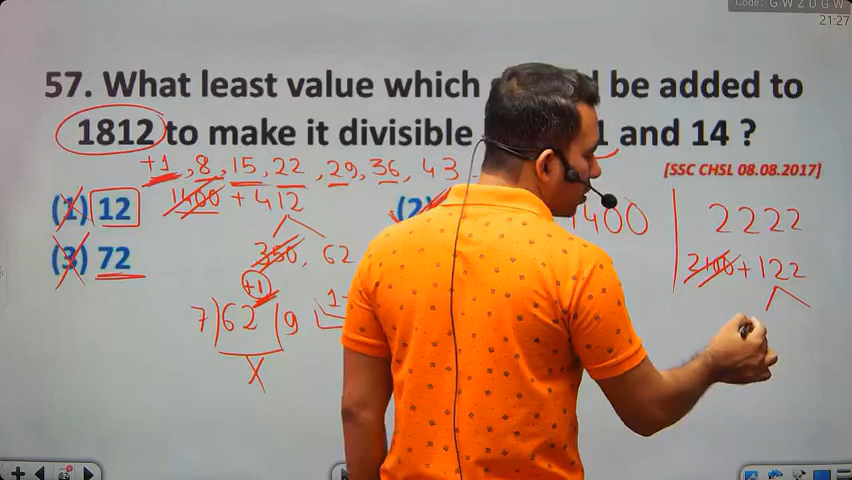 Code: G W Z D G W
21:27
57. What least value which be added to
1812 to make it divisible 1 and 14 ?
[SSC CHSL 08.08.2017]
+1, 8, 15, 22, 29, 36, 43
1400 + 412
(1) 12
(2)
1400
2222
(3) 72
350, 62
2100+122
+1
7)62(9
X